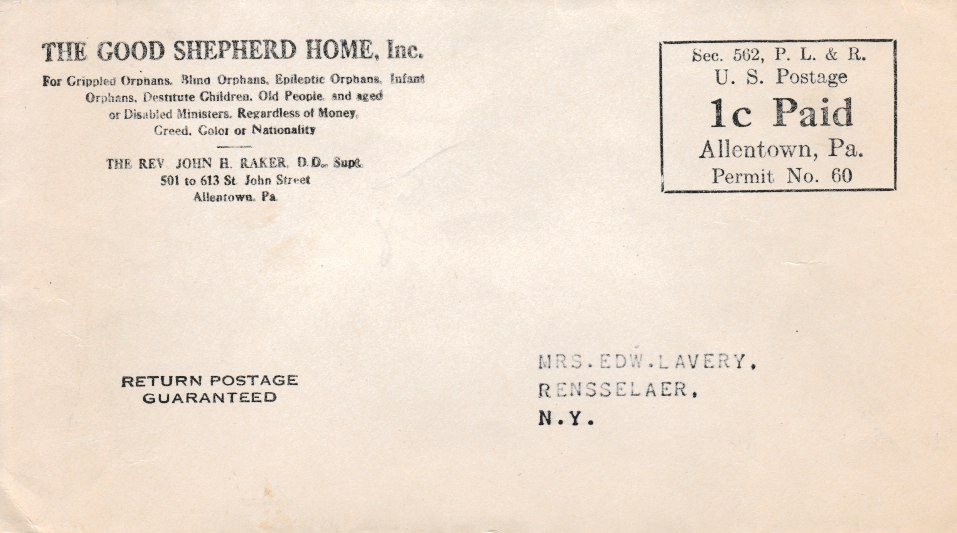 THE GOOD SHEPHERD HOME, Inc.
For Crippled Orphans, Blind Orphans, Epileptic Orphans, Infant
Orphans, Destitute Children, Old People, and aged
or Disabled Ministers, Regardless of Money,
Creed, Color or Nationality
THE REV. JOHN H. RAKER, D.D., Supt.
501 to 613 St. John Street
Allentown, Pa.
Sec. 562, P. L. & R.
U. S. Postage
1c Paid
Allentown, Pa.
Permit No. 60
RETURN POSTAGE
GUARANTEED
MRS.EDW.LAVERY,
RENSSELAER,
N.Y.